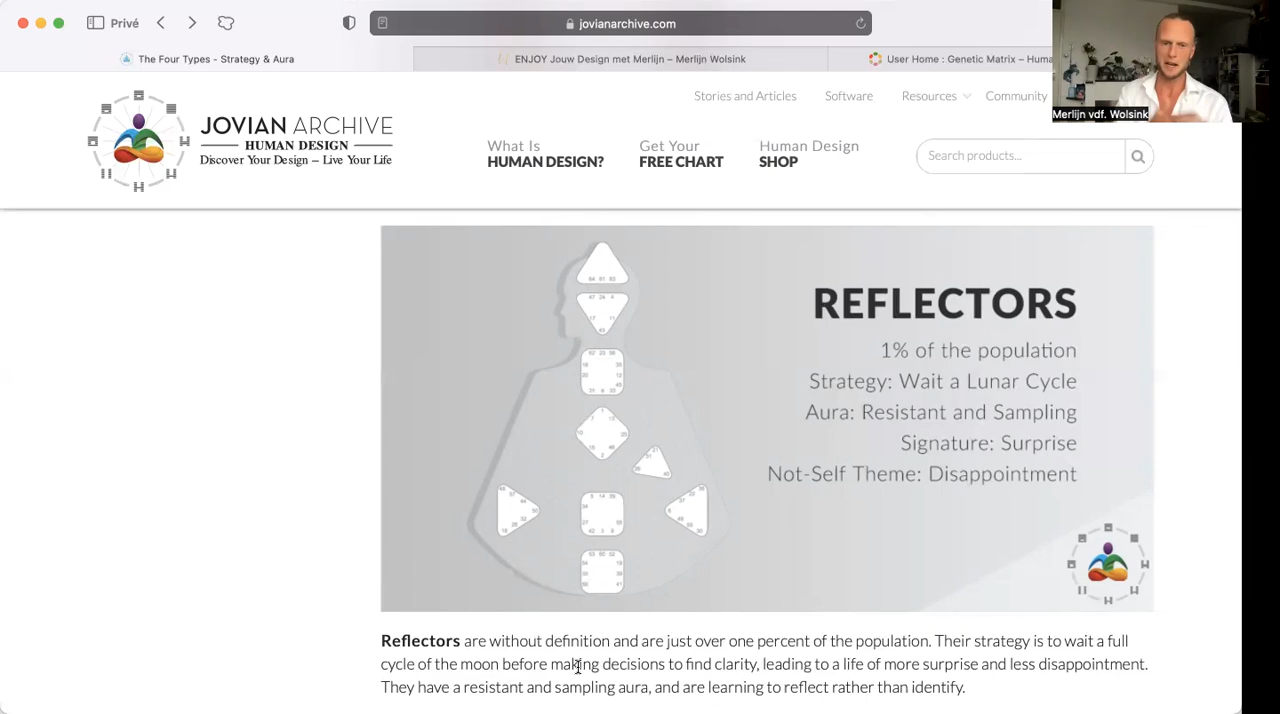 Privé
jovianarchive.com
The Four Types - Strategy & Aura
ENJOY Jouw Design met Merlijn – Merlijn Wolsink
User Home : Genetic Matrix – Huma
Merlijn vdf. Wolsink
Stories and Articles
Software
Resources
Community
JOVIAN ARCHIVE
HUMAN DESIGN
Discover Your Design – Live Your Life
What Is
HUMAN DESIGN?
Get Your
FREE CHART
Human Design
SHOP
Search products...
REFLECTORS
1% of the population
Strategy: Wait a Lunar Cycle
Aura: Resistant and Sampling
Signature: Surprise
Not-Self Theme: Disappointment
Reflectors are without definition and are just over one percent of the population. Their strategy is to wait a full
cycle of the moon before making decisions to find clarity, leading to a life of more surprise and less disappointment.
They have a resistant and sampling aura, and are learning to reflect rather than identify.